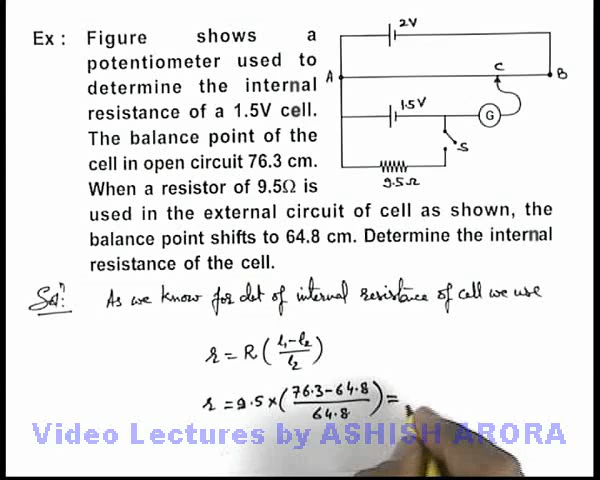 Ex : Figure shows a
potentiometer used to
determine the internal
resistance of a 1.5V cell.
The balance point of the
cell in open circuit 76.3 cm.
When a resistor of 9.5Ω is
used in the external circuit of cell as shown, the
balance point shifts to 64.8 cm. Determine the internal
resistance of the cell.
2V
A
C
B
1.5V
G
S
9.5Ω
Solⁿ: As we know for det of internal resistance of cell we use
r = R ( l₁-l₂ / l₂ )
r = 9.5 × ( 76.3-64.8 / 64.8 ) =
Video Lectures by ASHISH ARORA